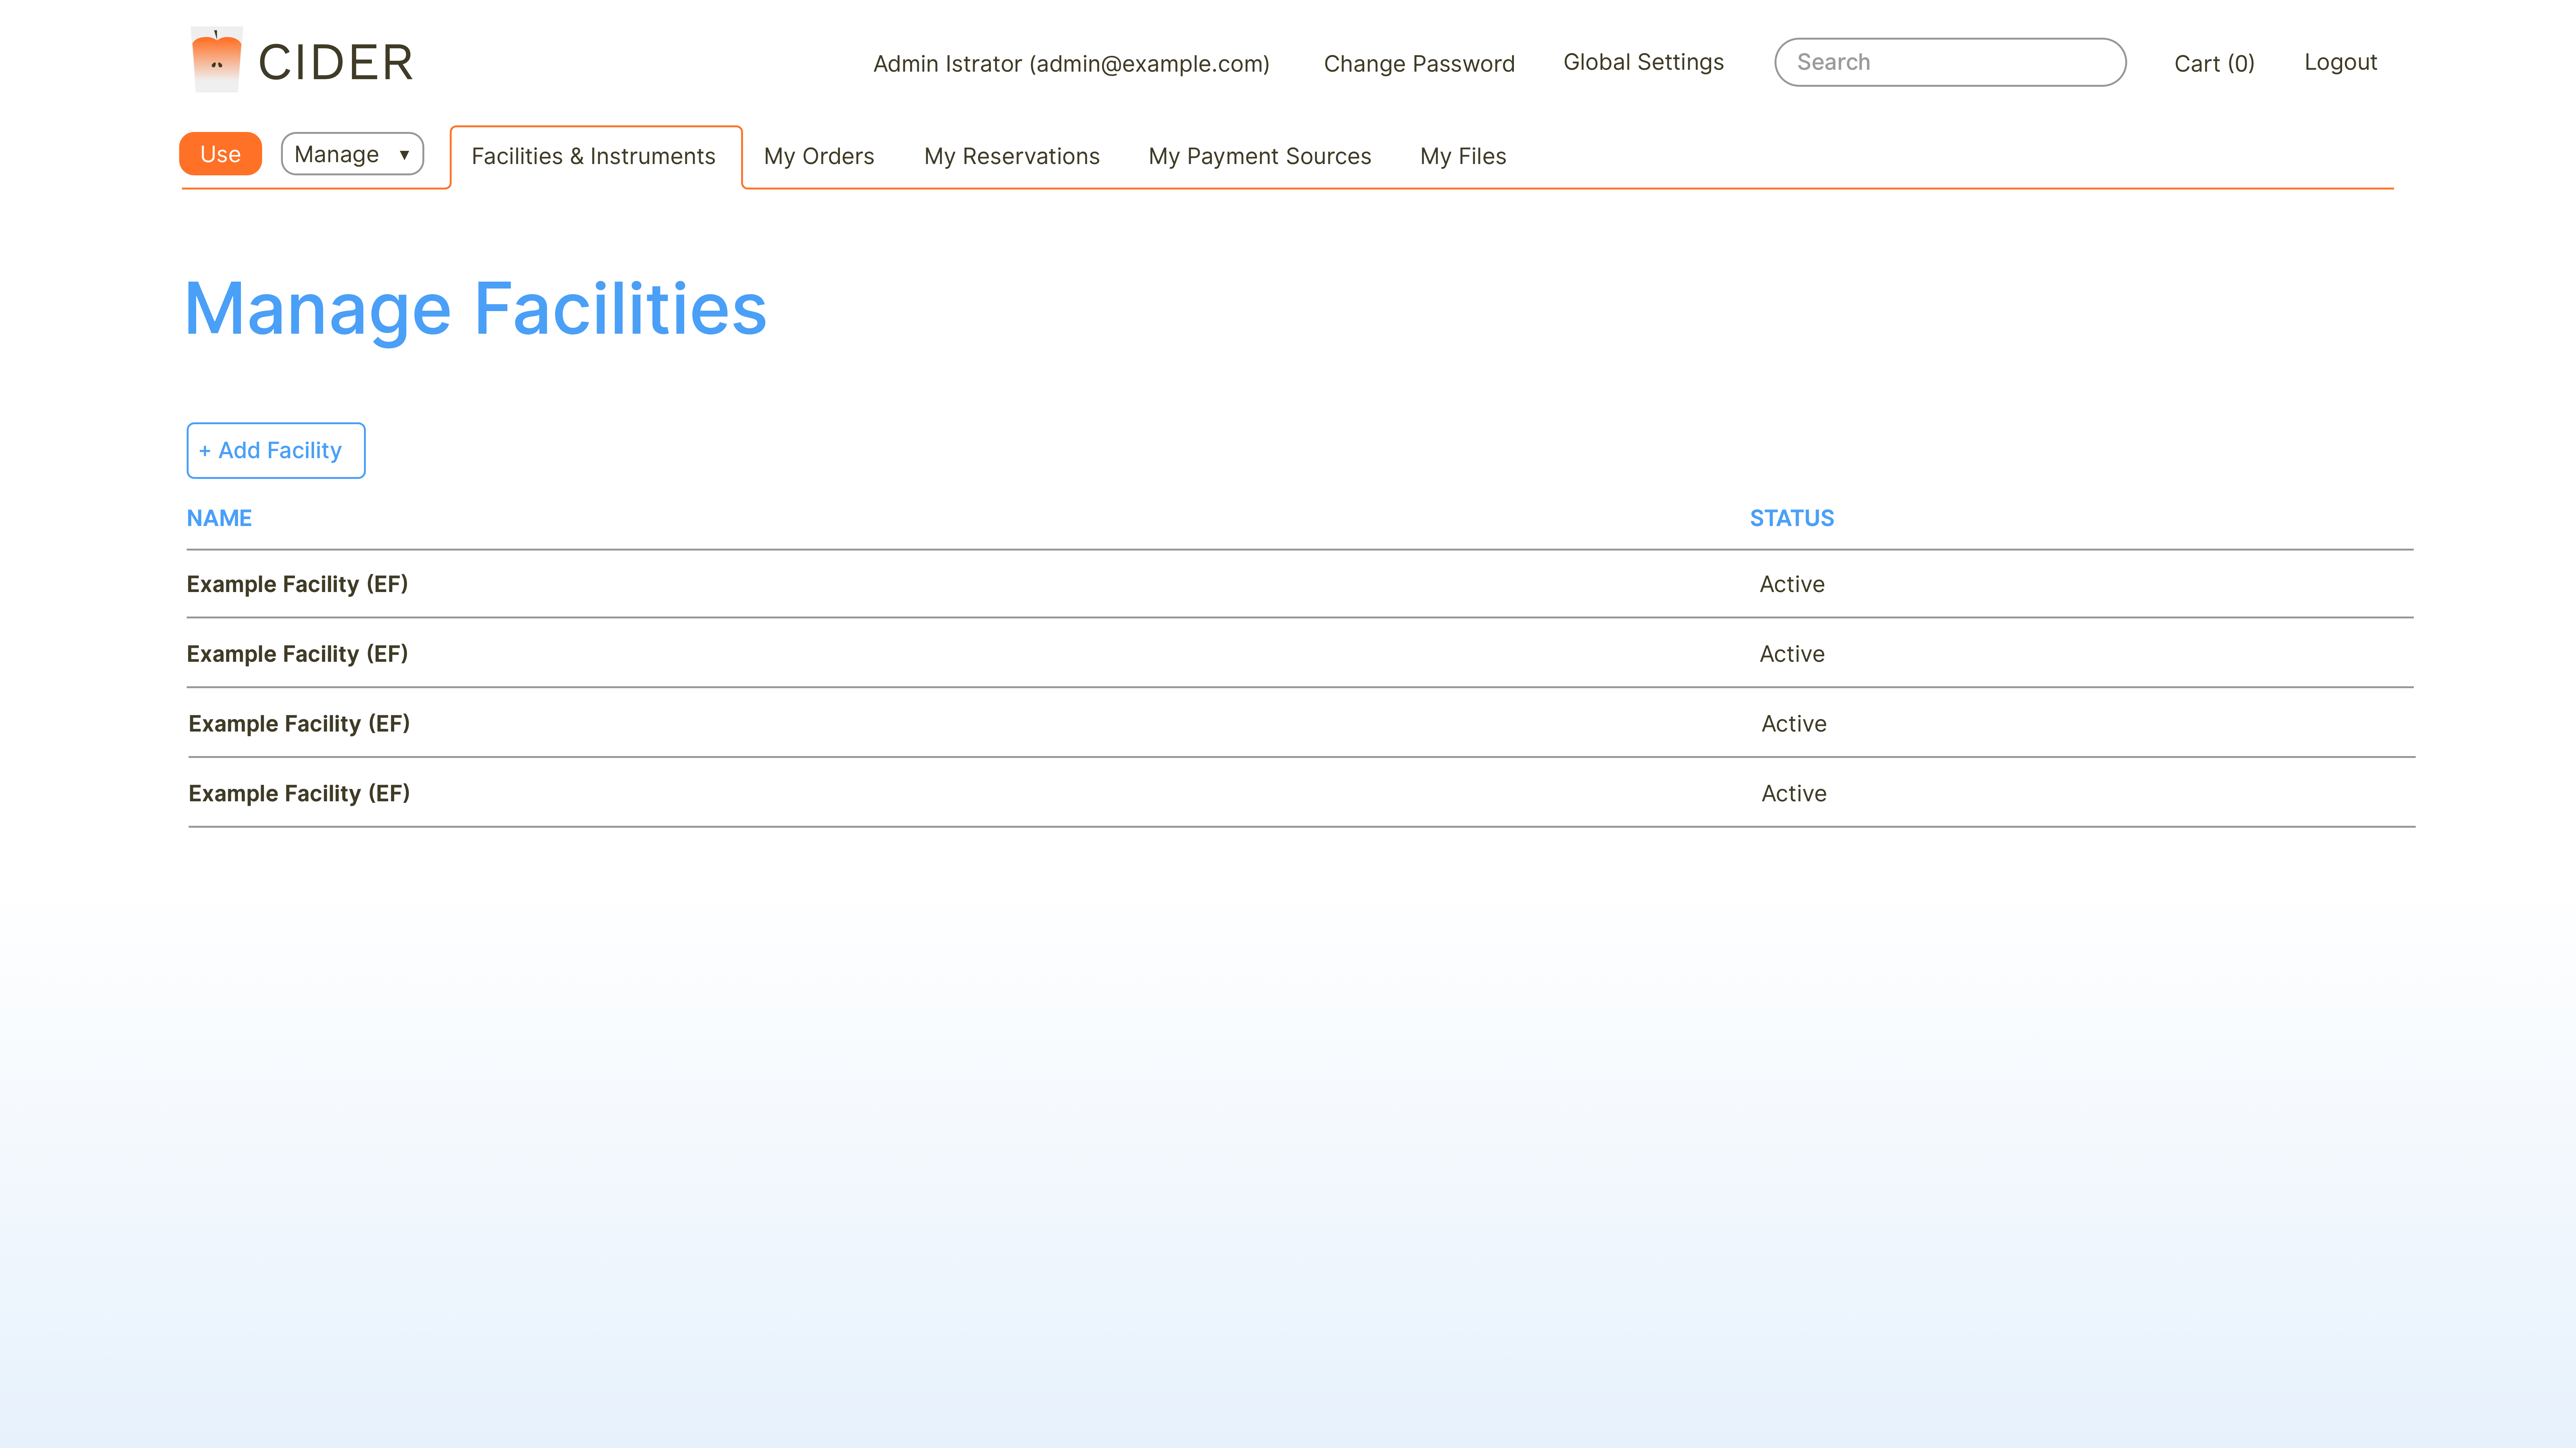 CIDER
Admin Istrator (admin@example.com) Change Password Global Settings Search Cart (0) Logout
Use Manage ▼ Facilities & Instruments My Orders My Reservations My Payment Sources My Files
Manage Facilities
+ Add Facility
NAME STATUS
Example Facility (EF) Active
Example Facility (EF) Active
Example Facility (EF) Active
Example Facility (EF) Active